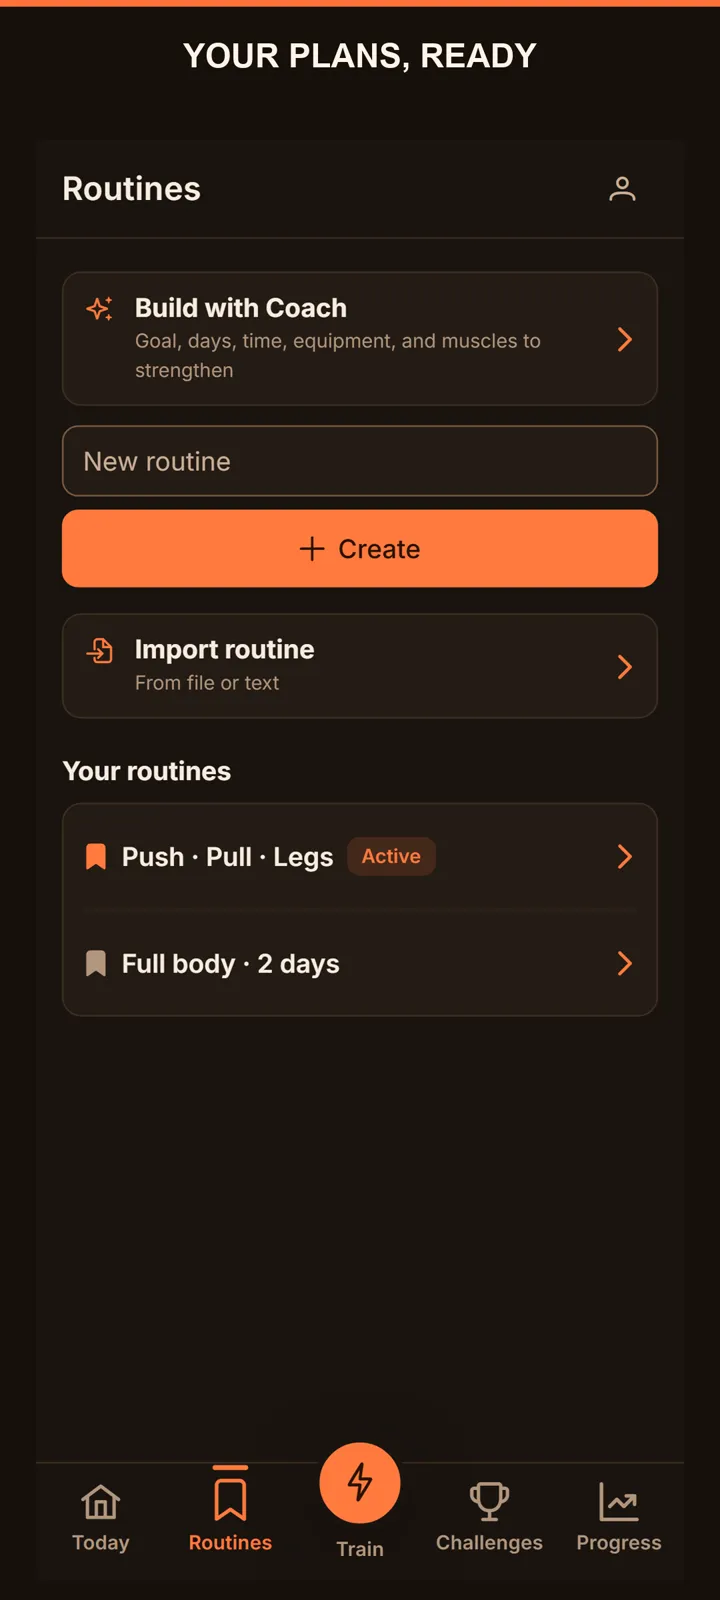 YOUR PLANS, READY
Routines
Build with Coach
Goal, days, time, equipment, and muscles to
strengthen
New routine
Create
Import routine
From file or text
Your routines
Push · Pull · Legs Active
Full body · 2 days
Today Routines Train Challenges Progress